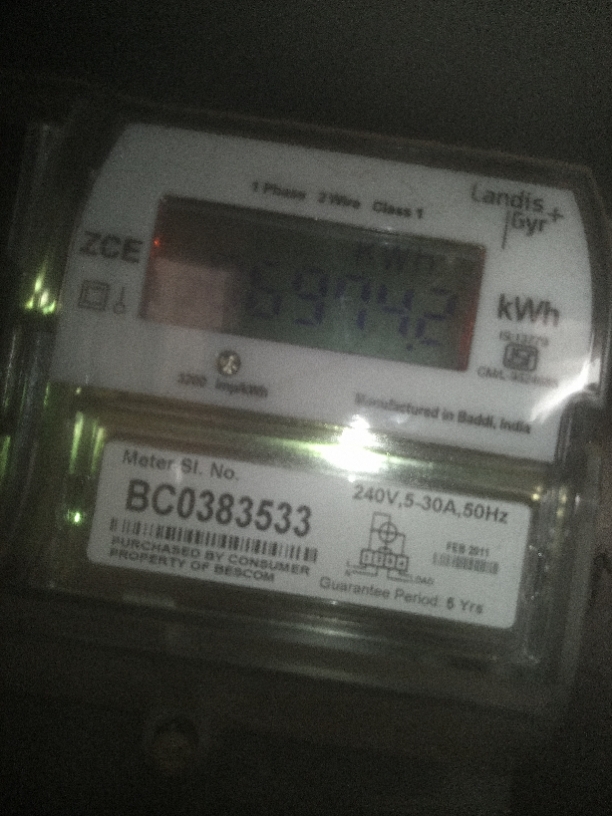 1 Phase 2 Wire Class 1
Landis
Gyr+
ZCE
KWh
6974.2
kWh
IS:13779
3200 imp/kWh
Manufactured in Baddi, India
Meter Sl. No.
BC0383533
240V,5-30A,50Hz
PURCHASED BY CONSUMER
PROPERTY OF BESCOM
FEB 2011
LOAD
Guarantee Period: 5 Yrs